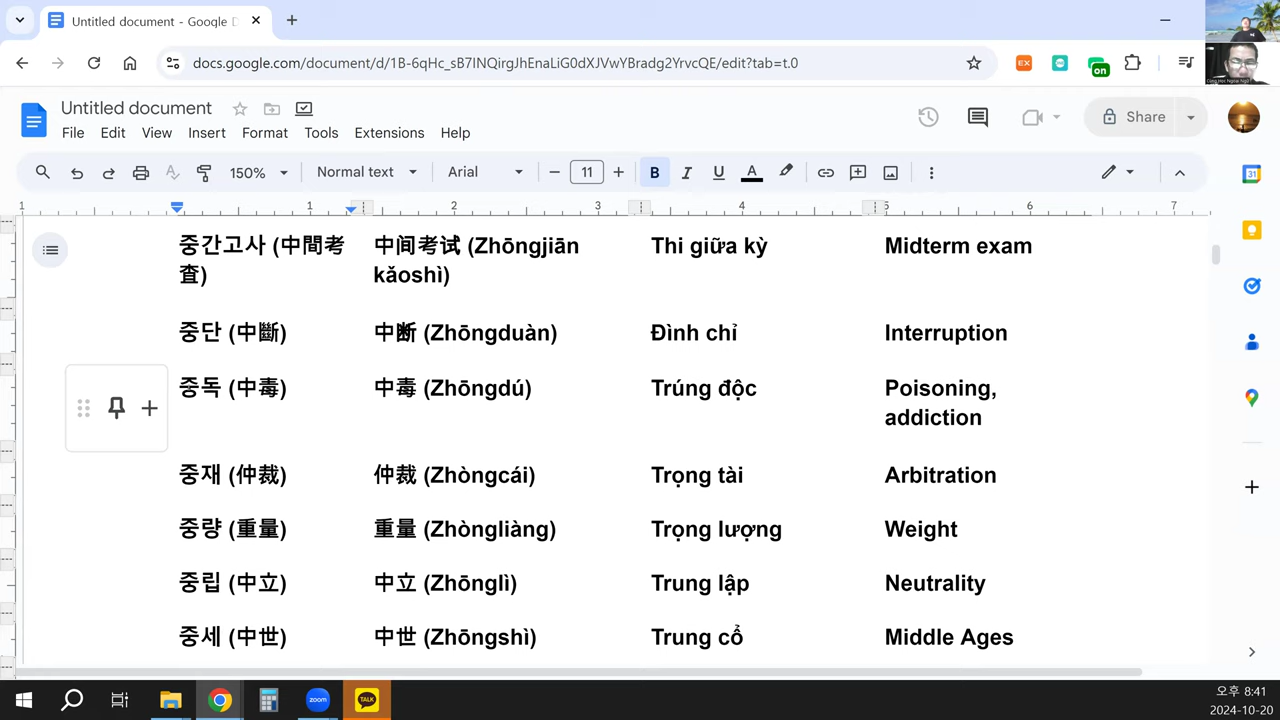 Untitled document - Google D
docs.google.com/document/d/1B-6qHc_sB7lNQireJhEnaLiG0dXJVwYBradg2YrvcQE/edit?tab=t.0
EX
on
Untitled document
File Edit View Insert Format Tools Extensions Help
Share
150% Normal text Arial 11 B I U A
31
1 1 2 3 4 5 6 7
중간고사 (中間考 中间考试 (Zhōngjiān Thi giữa kỳ Midterm exam
査) kǎoshì)
중단 (中斷) 中断 (Zhōngduàn) Đình chỉ Interruption
중독 (中毒) 中毒 (Zhōngdú) Trúng độc Poisoning,
addiction
중재 (仲裁) 仲裁 (Zhòngcái) Trọng tài Arbitration
중량 (重量) 重量 (Zhòngliàng) Trọng lượng Weight
중립 (中立) 中立 (Zhōnglì) Trung lập Neutrality
중세 (中世) 中世 (Zhōngshì) Trung cổ Middle Ages
zoom
TALK
오후 8:41
2024-10-20